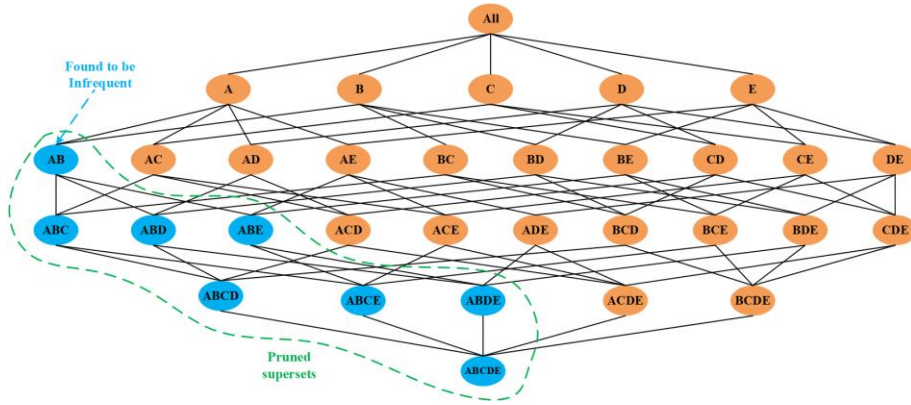 All
Found to be
Infrequent
A B C D E
AB AC AD AE BC BD BE CD CE DE
ABC ABD ABE ACD ACE ADE BCD BCE BDE CDE
ABCD ABCE ABDE ACDE BCDE
Pruned
supersets
ABCDE